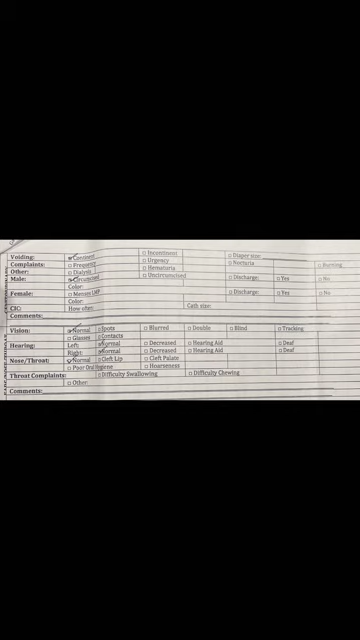 Voiding: Continent □ Incontinent □ Diaper size:
Complaints: □ Frequency □ Urgency □ Nocturia □ Burning
Other: □ Dialysis □ Hematuria
Male: Circumcised □ Uncircumcised □ Discharge: □ Yes □ No
Color:
Female: □ Menses LMP □ Discharge: □ Yes □ No
Color:
CIC: How often: Cath size:
Comments:
Vision: Normal □ Spots □ Blurred □ Double □ Blind □ Tracking
□ Glasses □ Contacts
Hearing: Left: Normal □ Decreased □ Hearing Aid □ Deaf
Right: Normal □ Decreased □ Hearing Aid □ Deaf
Nose/Throat: Normal □ Cleft Lip □ Cleft Palate
□ Poor Oral Hygiene □ Hoarseness
Throat Complaints: □ Difficulty Swallowing □ Difficulty Chewing
□ Other:
Comments: